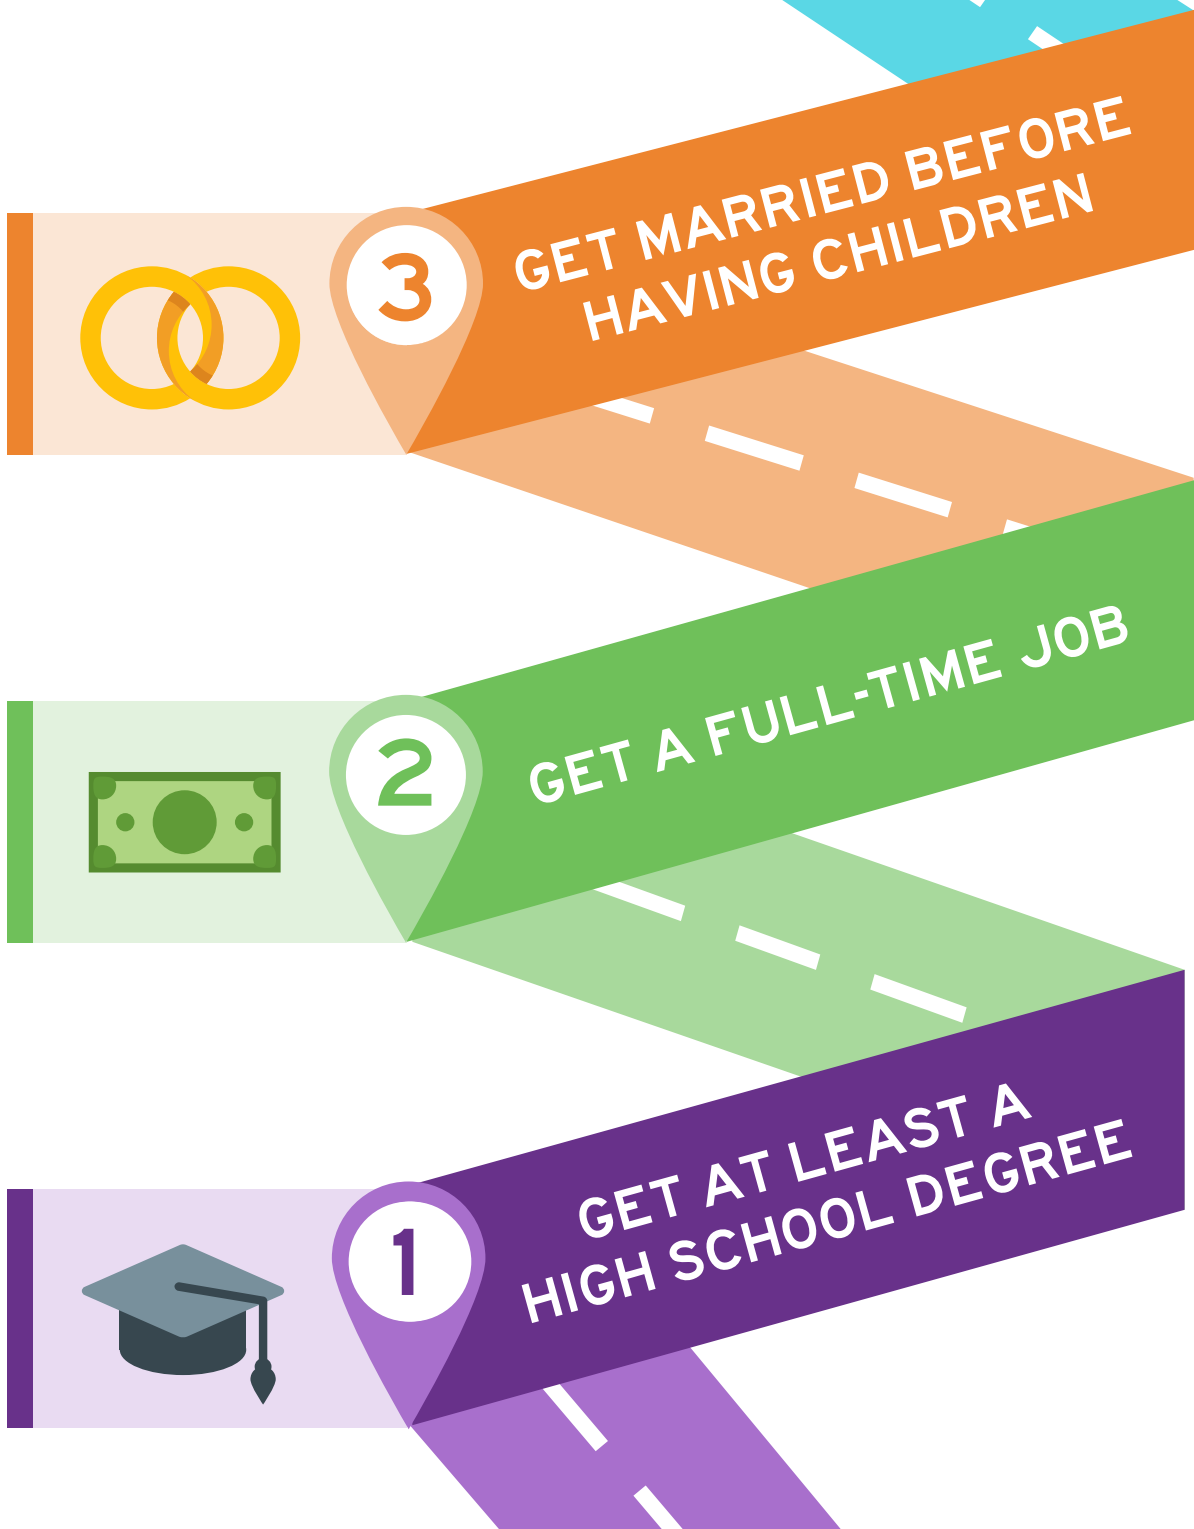 3
GET MARRIED BEFORE
HAVING CHILDREN
2
GET A FULL-TIME JOB
1
GET AT LEAST A
HIGH SCHOOL DEGREE